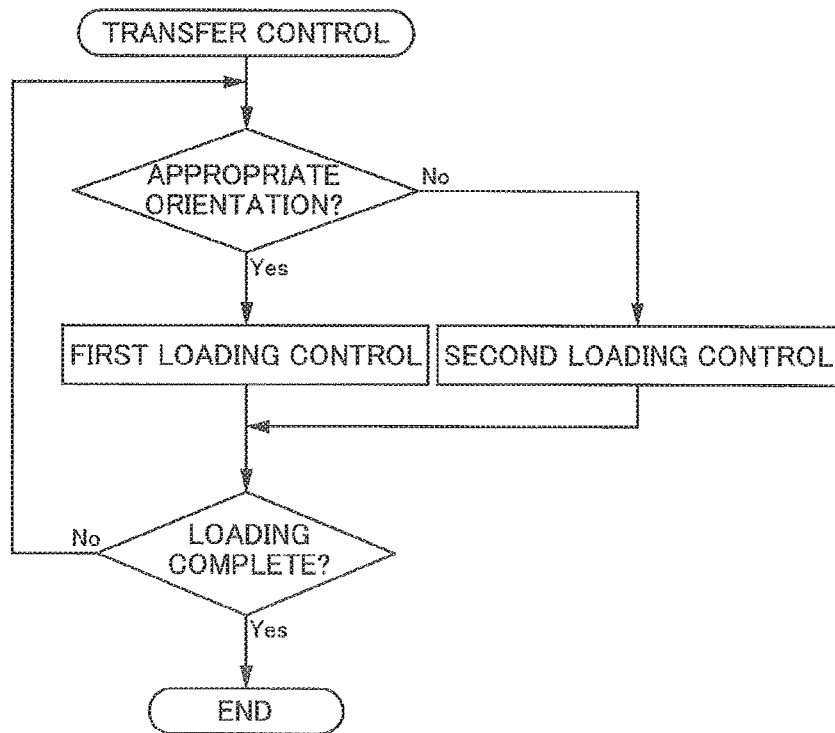 TRANSFER CONTROL
APPROPRIATE
ORIENTATION?
No
Yes
FIRST LOADING CONTROL
SECOND LOADING CONTROL
No
LOADING
COMPLETE?
Yes
END